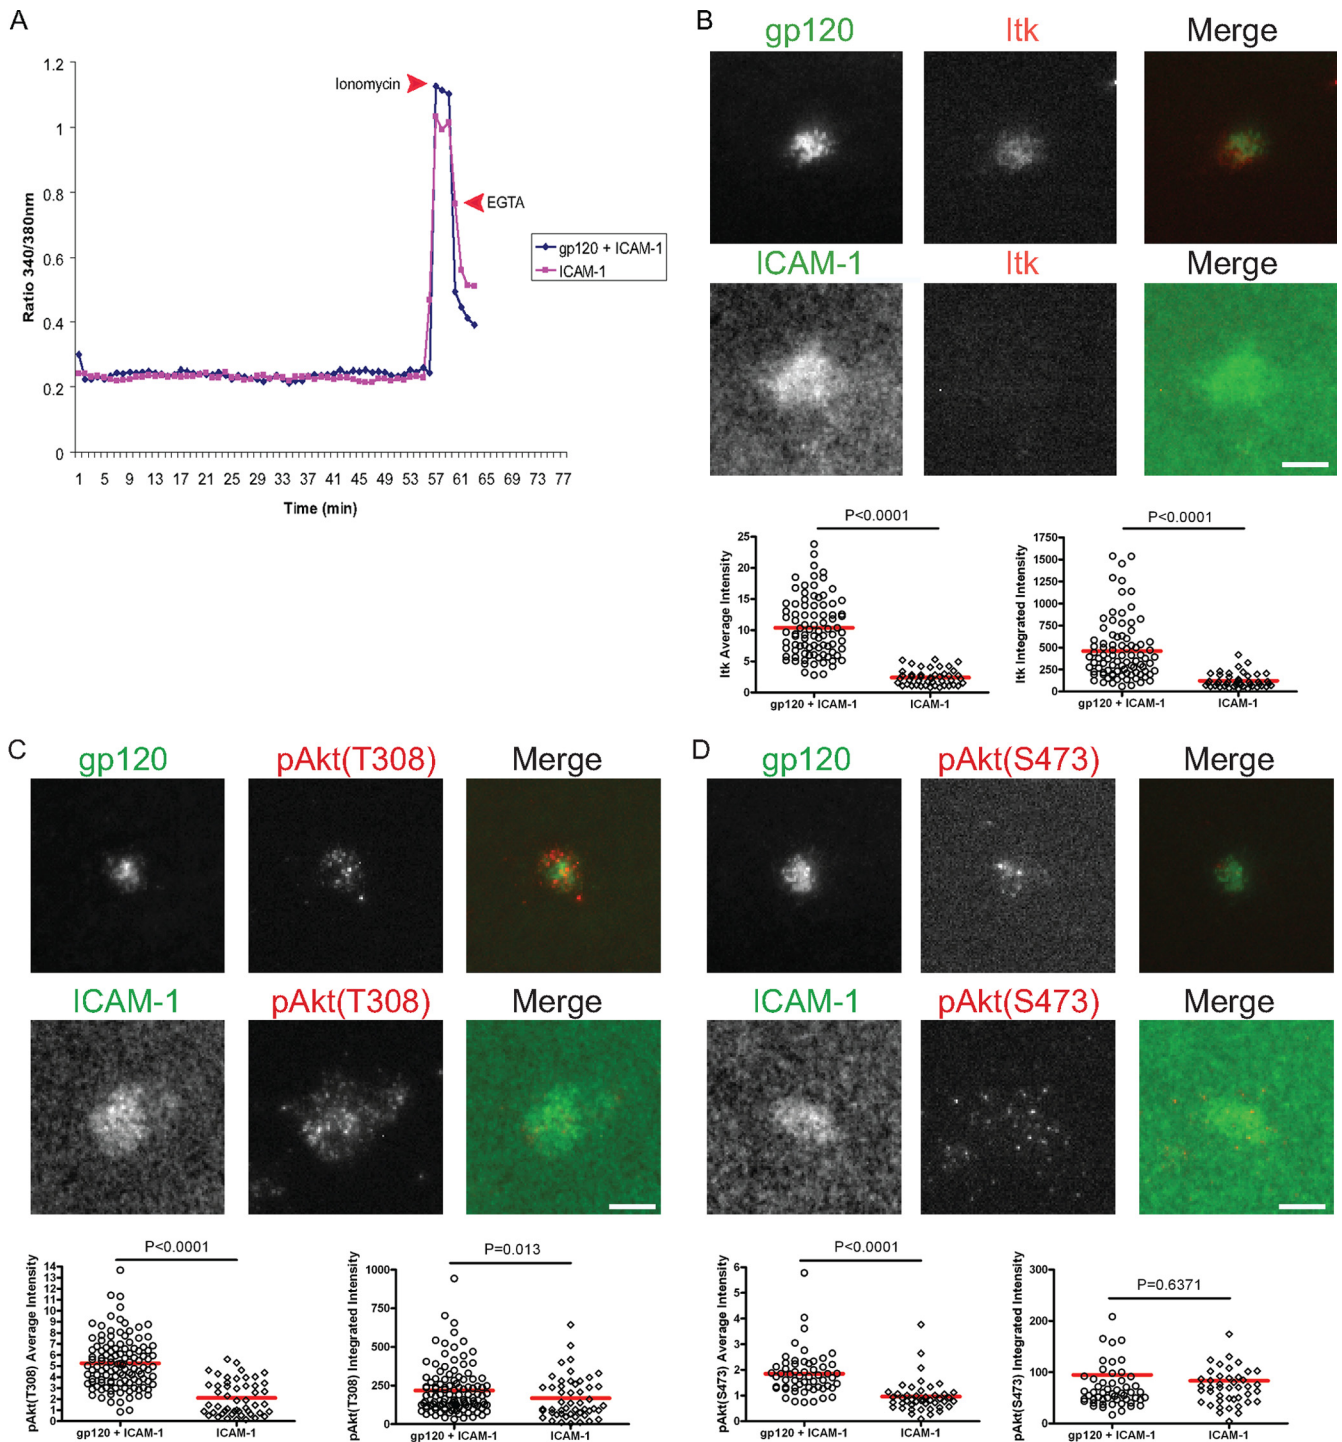 A
1.2
1
0.8
0.6
0.4
0.2
0
Ratio 340/380nm
Ionomycin
EGTA
gp120 + ICAM-1
ICAM-1
1 5 9 13 17 21 25 29 33 37 41 45 49 53 57 61 65 69 73 77
Time (min)
B
gp120 Itk Merge
ICAM-1 Itk Merge
P<0.0001
Itk Average Intensity
25
20
15
10
5
0
gp120 + ICAM-1 ICAM-1
P<0.0001
Itk Integrated Intensity
1750
1500
1250
1000
750
500
250
0
gp120 + ICAM-1 ICAM-1
C
gp120 pAkt(T308) Merge
ICAM-1 pAkt(T308) Merge
P<0.0001
pAkt(T308) Average Intensity
14
13
12
11
10
9
8
7
6
5
4
3
2
1
0
gp120 + ICAM-1 ICAM-1
P=0.013
pAkt(T308) Integrated Intensity
1000
750
500
250
0
gp120 + ICAM-1 ICAM-1
D
gp120 pAkt(S473) Merge
ICAM-1 pAkt(S473) Merge
P<0.0001
pAkt(S473) Average Intensity
6
5
4
3
2
1
0
gp120 + ICAM-1 ICAM-1
P=0.6371
pAkt(S473) Integrated Intensity
300
200
100
0
gp120 + ICAM-1 ICAM-1